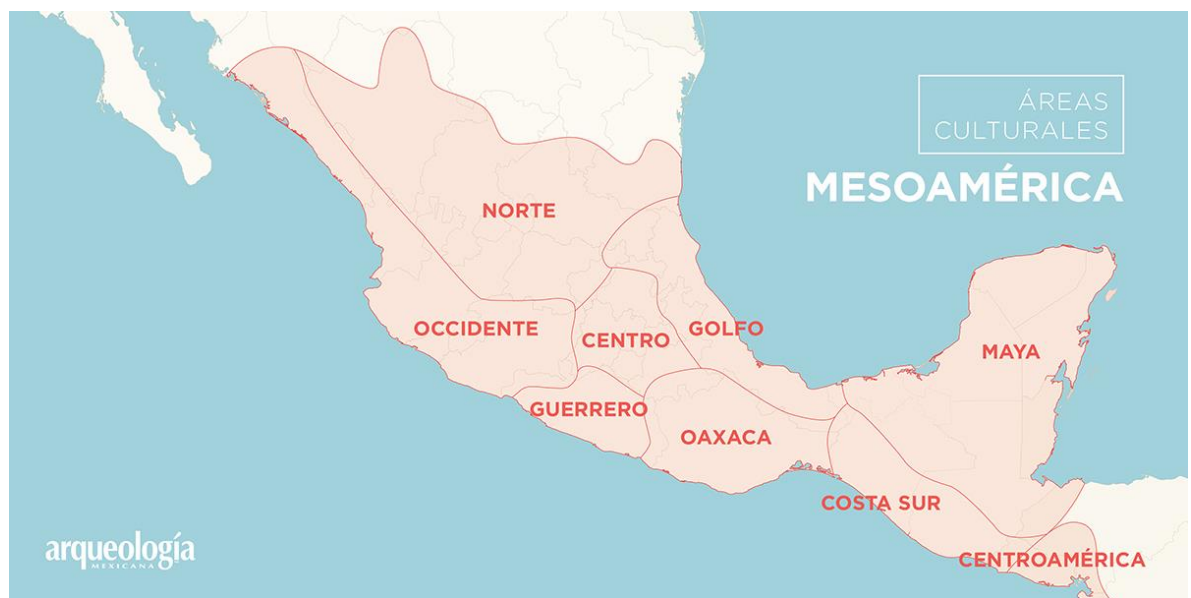 ÁREAS
CULTURALES
MESOAMÉRICA
NORTE
OCCIDENTE
CENTRO
GOLFO
MAYA
GUERRERO
OAXACA
COSTA SUR
CENTROAMÉRICA
arqueología
MEXICANA